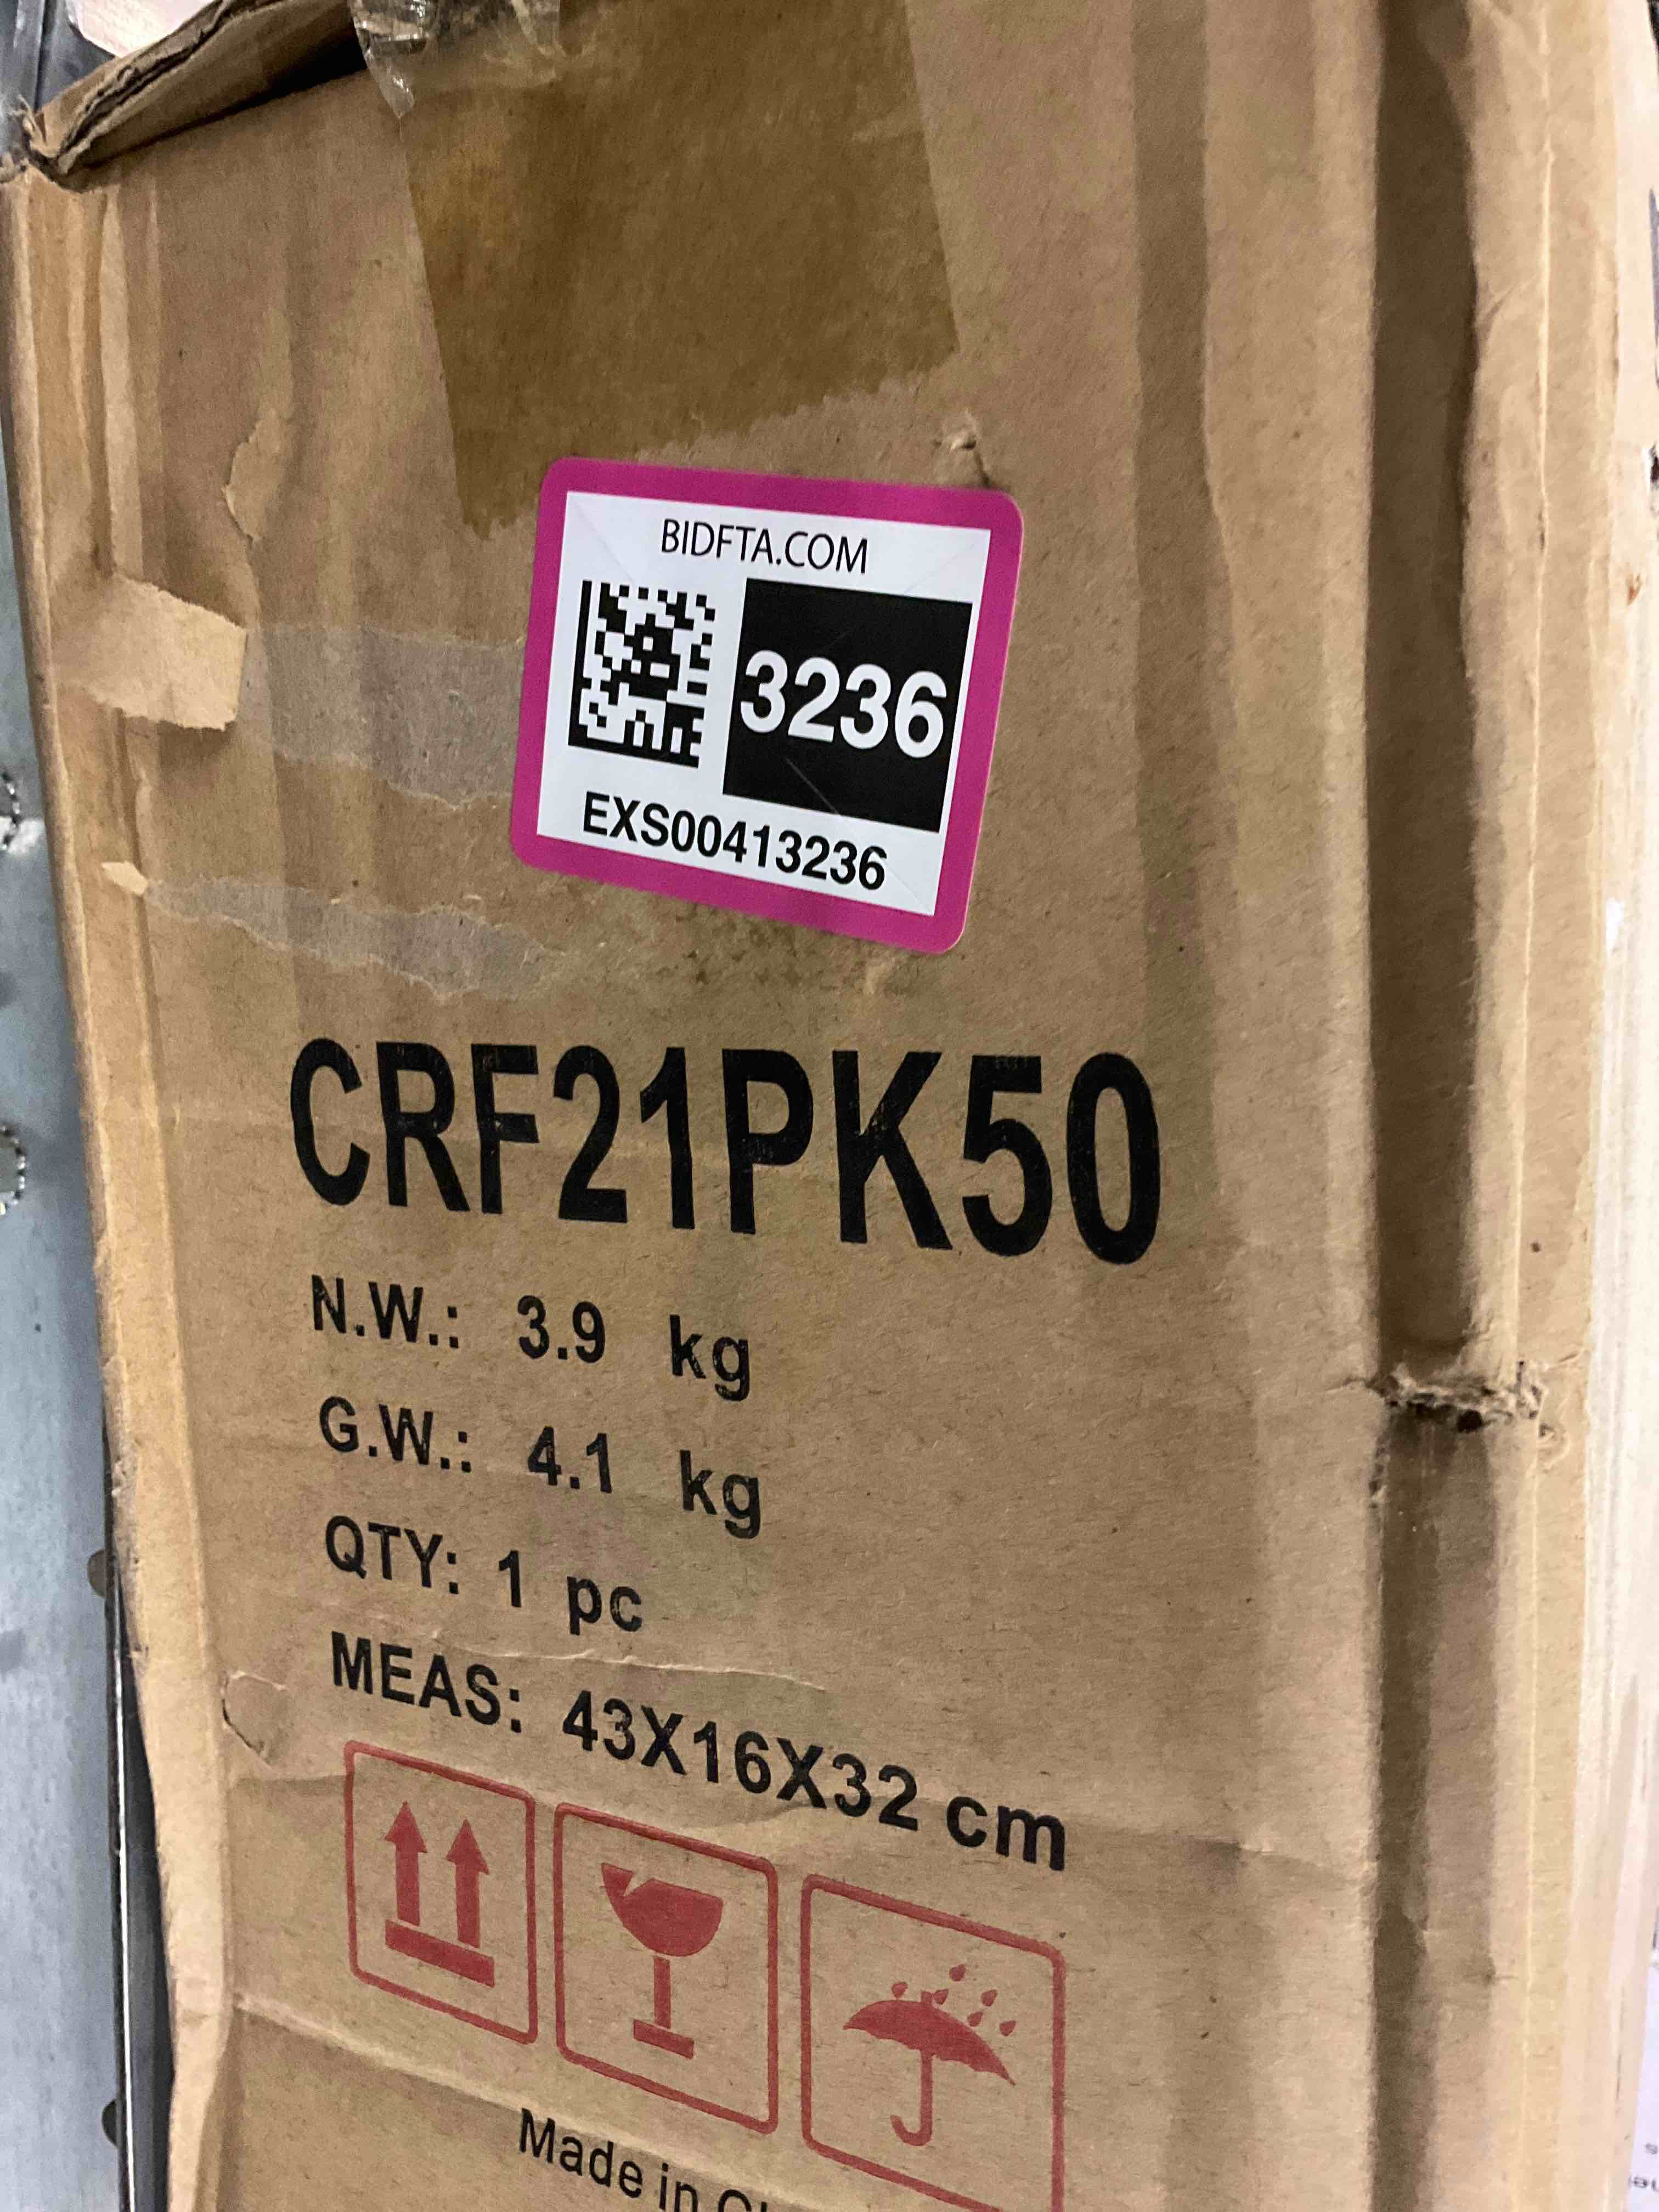 BIDFTA.COM
3236
EXS00413236
CRF21PK50
N.W.: 3.9 kg
G.W.: 4.1 kg
QTY: 1 pc
MEAS: 43X16X32 cm
Made in